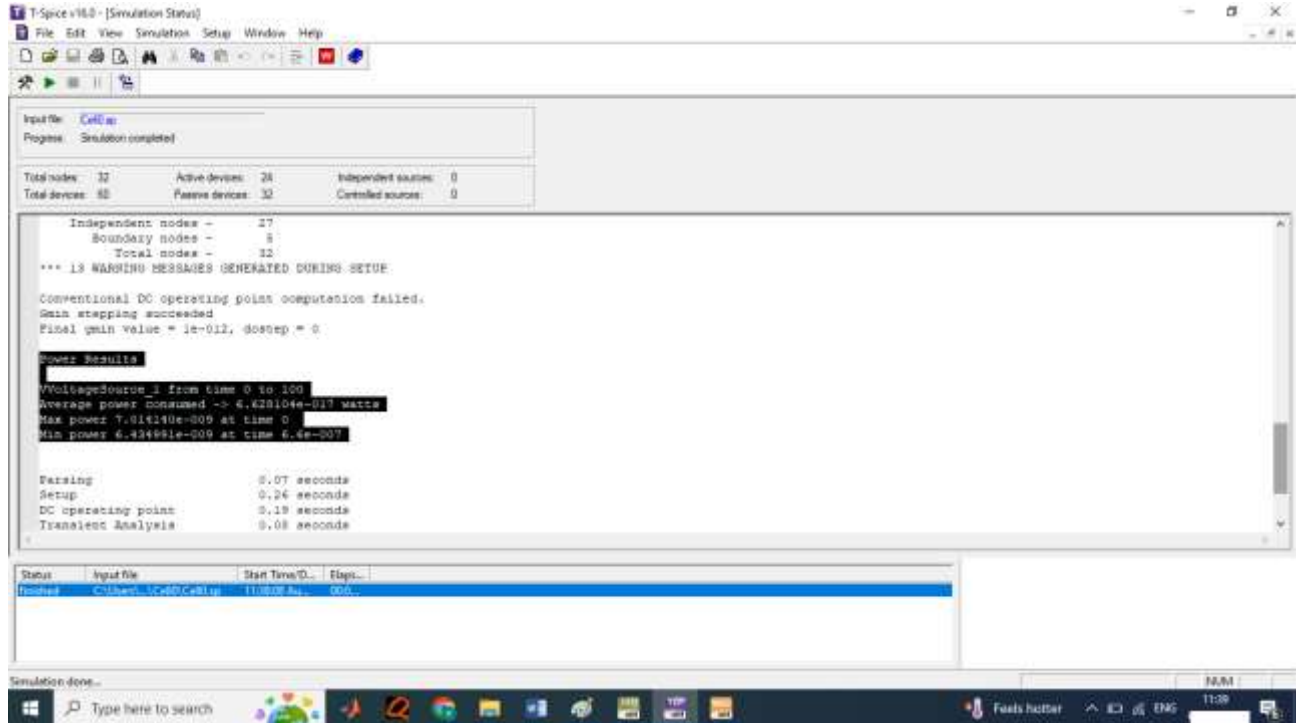 T-Spice v16.0 - [Simulation Status]
File Edit View Simulation Setup Window Help
Input file: Cell0.sp
Progress: Simulation completed
Total nodes: 32 Active devices: 24 Independent sources: 0
Total devices: 60 Passive devices: 32 Controlled sources: 0
Independent nodes - 27
Boundary nodes - 5
Total nodes - 32
*** 13 WARNING MESSAGES GENERATED DURING SETUP
Conventional DC operating point computation failed.
Gmin stepping succeeded
Final gmin value = 1e-012, dostep = 0
Power Results
VVoltageSource_1 from time 0 to 100
Average power consumed -> 6.628104e-017 watts
Max power 7.014140e-009 at time 0
Min power 6.434991e-009 at time 6.6e-007
Parsing 0.07 seconds
Setup 0.26 seconds
DC operating point 0.19 seconds
Transient Analysis 0.08 seconds
Status Input file Start Time/D... Elaps...
finished
Simulation done...
NUM
Type here to search
Feels hotter
ENG
11:39